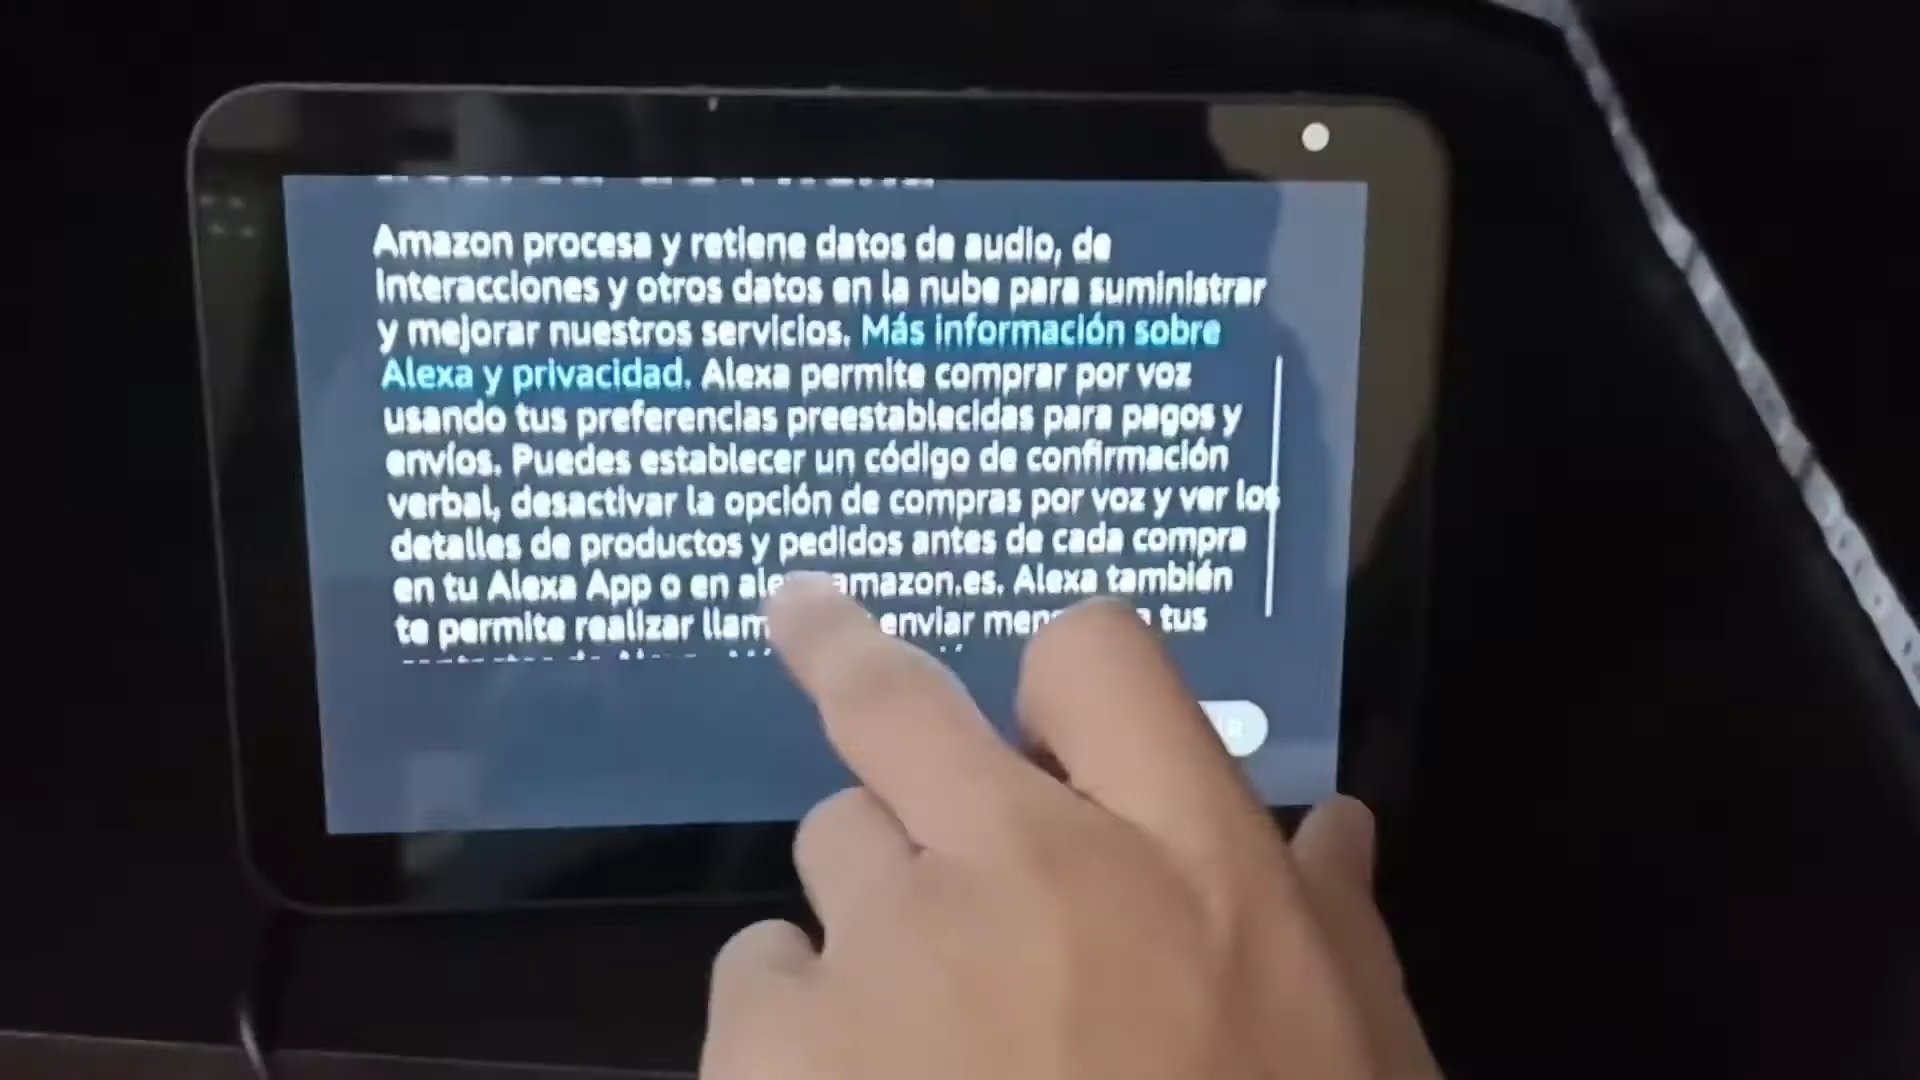 Amazon procesa y retiene datos de audio, de
interacciones y otros datos en la nube para suministrar
y mejorar nuestros servicios. Más información sobre
Alexa y privacidad. Alexa permite comprar por voz
usando tus preferencias preestablecidas para pagos y
envíos. Puedes establecer un código de confirmación
verbal, desactivar la opción de compras por voz y ver los
detalles de productos y pedidos antes de cada compra
en tu Alexa App o en amazon.es. Alexa también
te permite realizar enviar tus